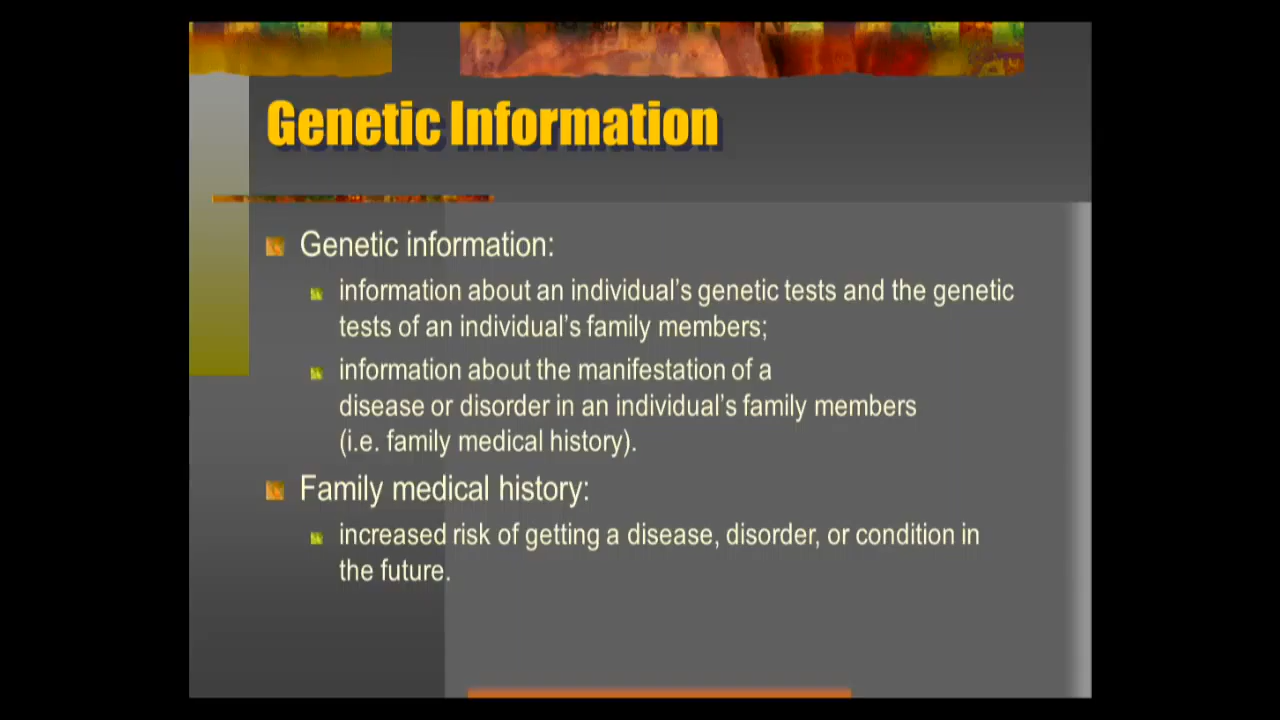 Genetic Information
Genetic information:
information about an individual’s genetic tests and the genetic
tests of an individual’s family members;
information about the manifestation of a
disease or disorder in an individual’s family members
(i.e. family medical history).
Family medical history:
increased risk of getting a disease, disorder, or condition in
the future.